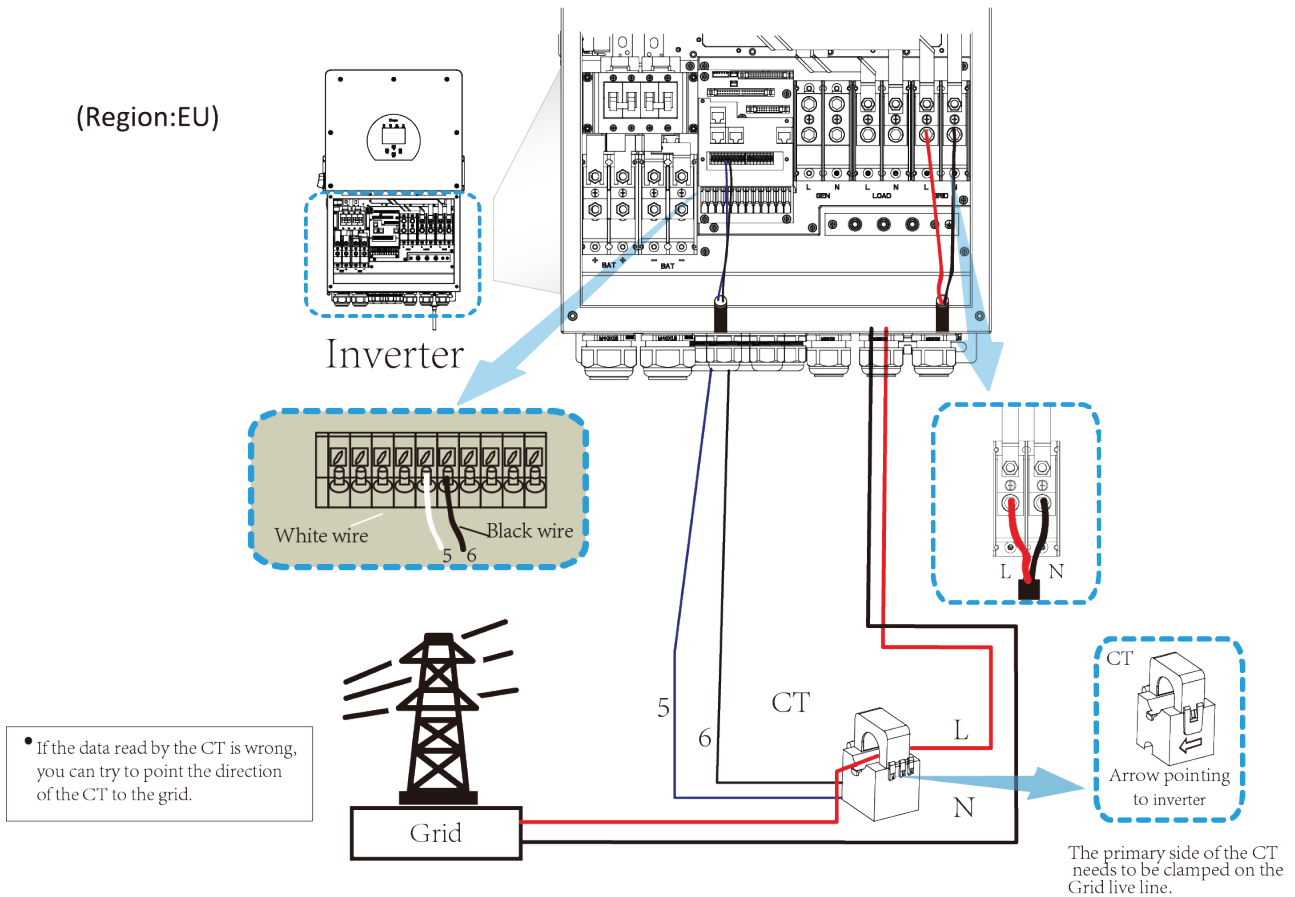 (Region:EU)
L
N
L
N
L
N
GEN
LOAD
GRID
+
BAT
+
-
BAT
-
Inverter
White wire
Black wire
5
6
L
N
5
6
CT
L
N
CT
Arrow pointing
to inverter
• If the data read by the CT is wrong,
you can try to point the direction
of the CT to the grid.
Grid
The primary side of the CT
needs to be clamped on the
Grid live line.